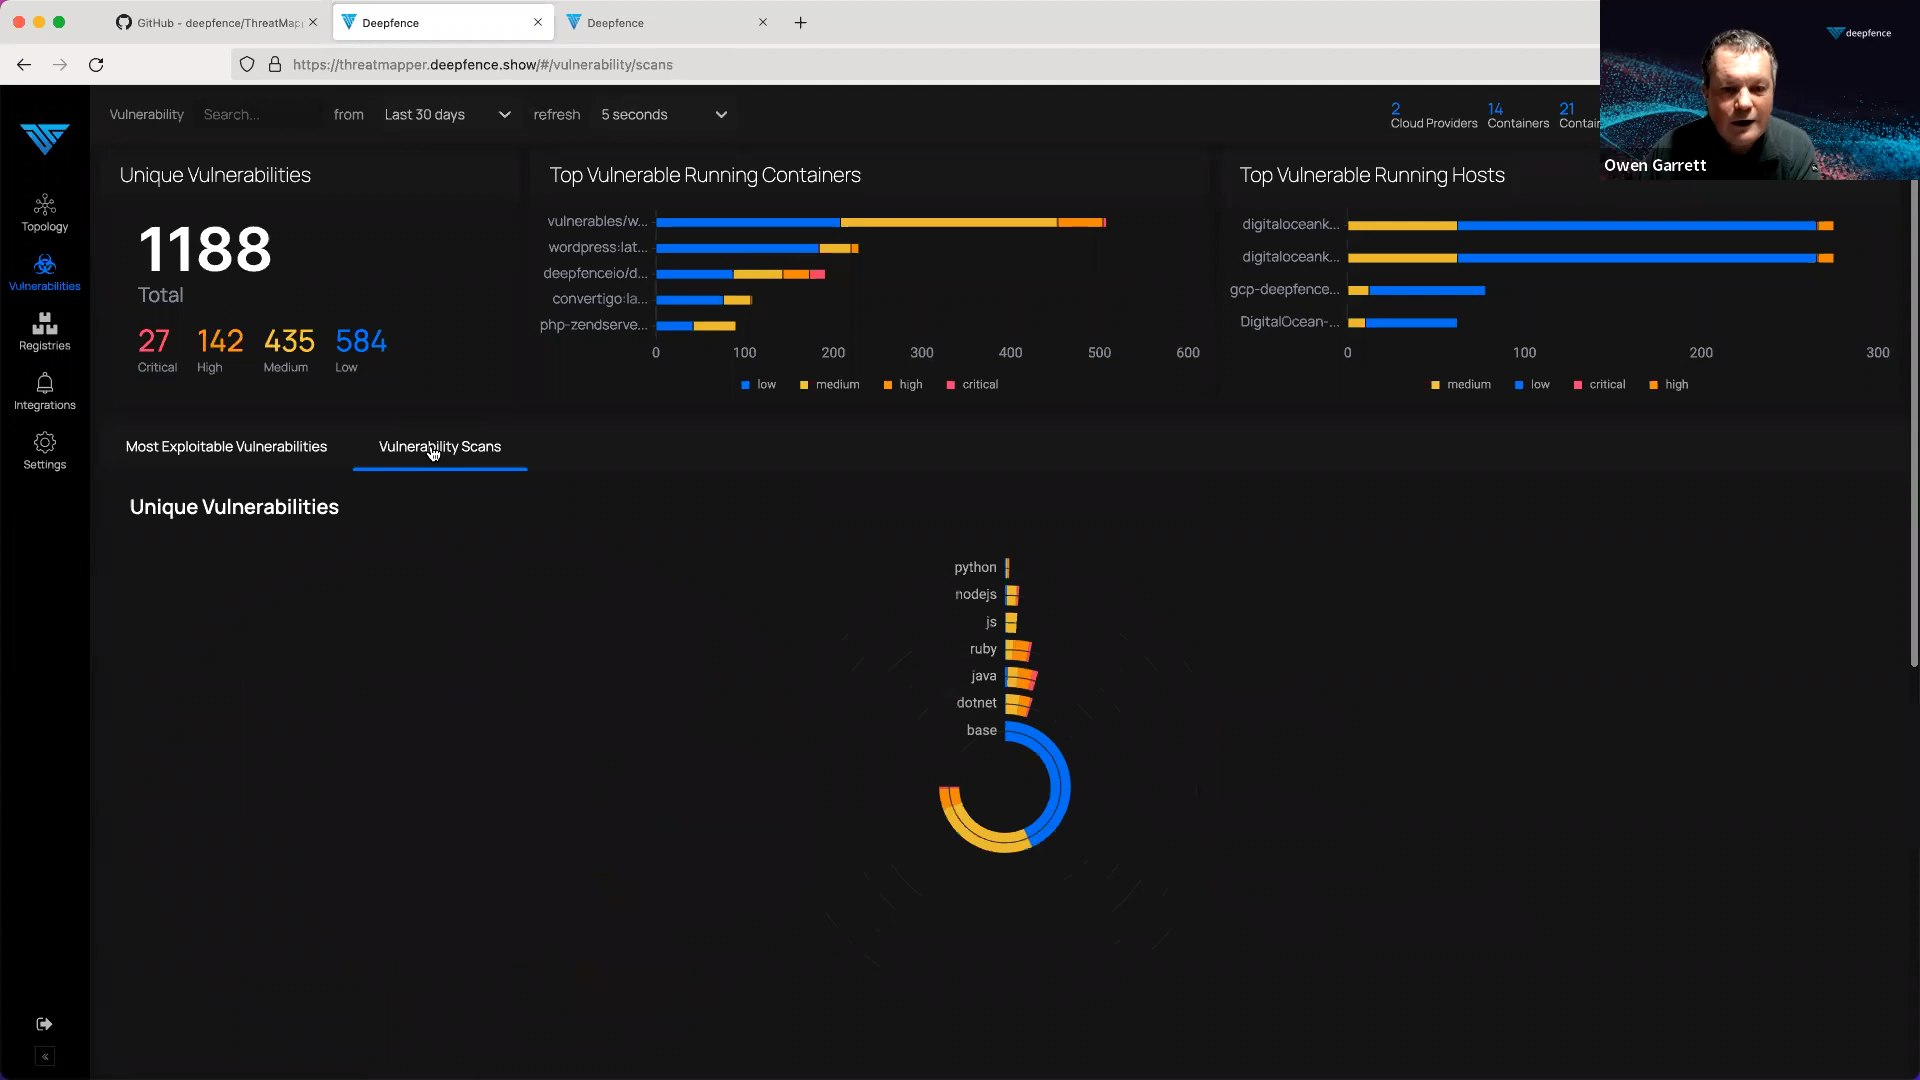 GitHub - deepfence/ThreatMap
Deepfence
Deepfence
https://threatmapper.deepfence.show/#/vulnerability/scans
deepfence
Owen Garrett
Vulnerability
Search...
from
Last 30 days
refresh
5 seconds
2
Cloud Providers
14
Containers
21
Topology
Vulnerabilities
Registries
Integrations
Settings
Unique Vulnerabilities
1188
Total
27
Critical
142
High
435
Medium
584
Low
Top Vulnerable Running Containers
vulnerables/w...
wordpress:lat...
deepfenceio/d...
convertigo:la...
php-zendserve...
0 100 200 300 400 500 600
low medium high critical
Top Vulnerable Running Hosts
digitaloceank...
digitaloceank...
gcp-deepfence...
DigitalOcean-...
0 100 200 300
medium low critical high
Most Exploitable Vulnerabilities
Vulnerability Scans
Unique Vulnerabilities
python
nodejs
js
ruby
java
dotnet
base